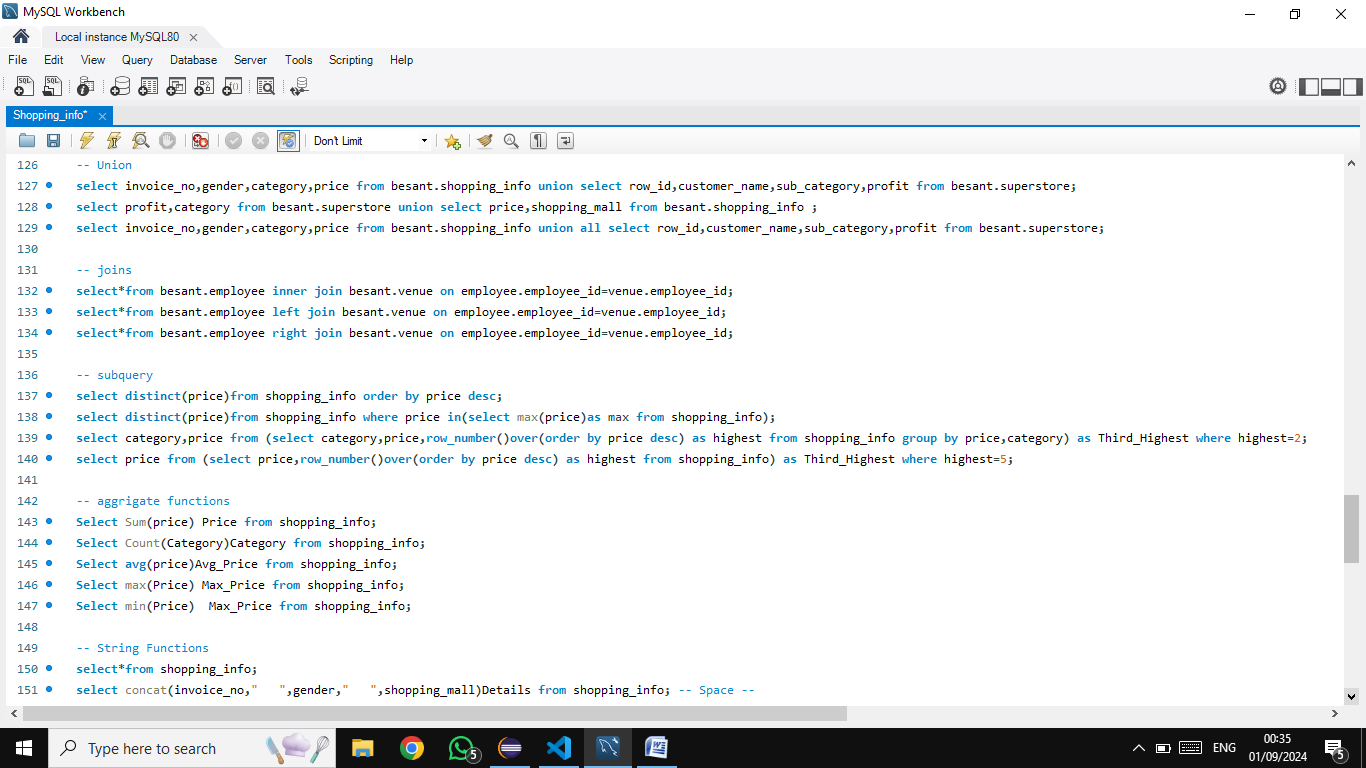 MySQL Workbench
Local instance MySQL80
File Edit View Query Database Server Tools Scripting Help
Shopping_info*
Don't Limit
126 -- Union
127 select invoice_no,gender,category,price from besant.shopping_info union select row_id,customer_name,sub_category,profit from besant.superstore;
128 select profit,category from besant.superstore union select price,shopping_mall from besant.shopping_info ;
129 select invoice_no,gender,category,price from besant.shopping_info union all select row_id,customer_name,sub_category,profit from besant.superstore;
130
131 -- joins
132 select*from besant.employee inner join besant.venue on employee.employee_id=venue.employee_id;
133 select*from besant.employee left join besant.venue on employee.employee_id=venue.employee_id;
134 select*from besant.employee right join besant.venue on employee.employee_id=venue.employee_id;
135
136 -- subquery
137 select distinct(price)from shopping_info order by price desc;
138 select distinct(price)from shopping_info where price in(select max(price)as max from shopping_info);
139 select category,price from (select category,price,row_number()over(order by price desc) as highest from shopping_info group by price,category) as Third_Highest where highest=2;
140 select price from (select price,row_number()over(order by price desc) as highest from shopping_info) as Third_Highest where highest=5;
141
142 -- aggrigate functions
143 Select Sum(price) Price from shopping_info;
144 Select Count(Category)Category from shopping_info;
145 Select avg(price)Avg_Price from shopping_info;
146 Select max(Price) Max_Price from shopping_info;
147 Select min(Price)  Max_Price from shopping_info;
148
149 -- String Functions
150 select*from shopping_info;
151 select concat(invoice_no,"   ",gender,"   ",shopping_mall)Details from shopping_info; -- Space --
Type here to search
5
ENG
00:35
01/09/2024
5